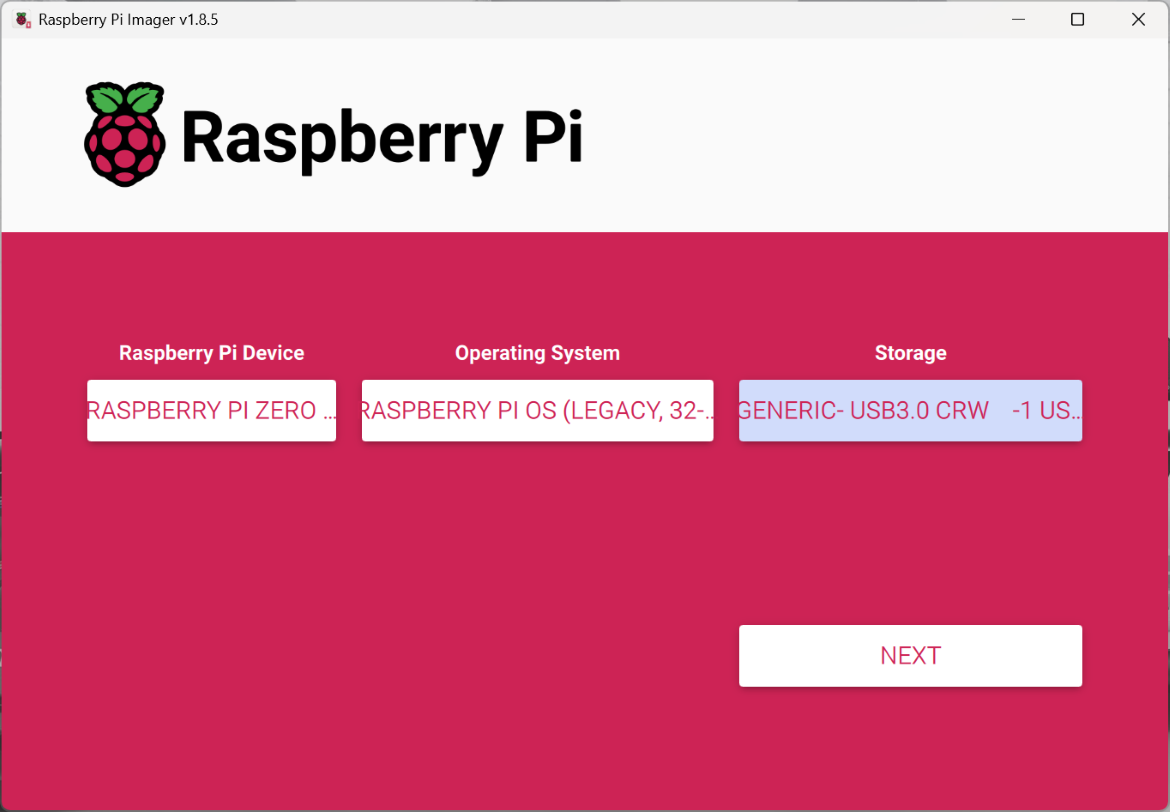 Raspberry Pi Imager v1.8.5
Raspberry Pi
Raspberry Pi Device
Operating System
Storage
RASPBERRY PI ZERO ...
RASPBERRY PI OS (LEGACY, 32-...
GENERIC- USB3.0 CRW -1 US...
NEXT